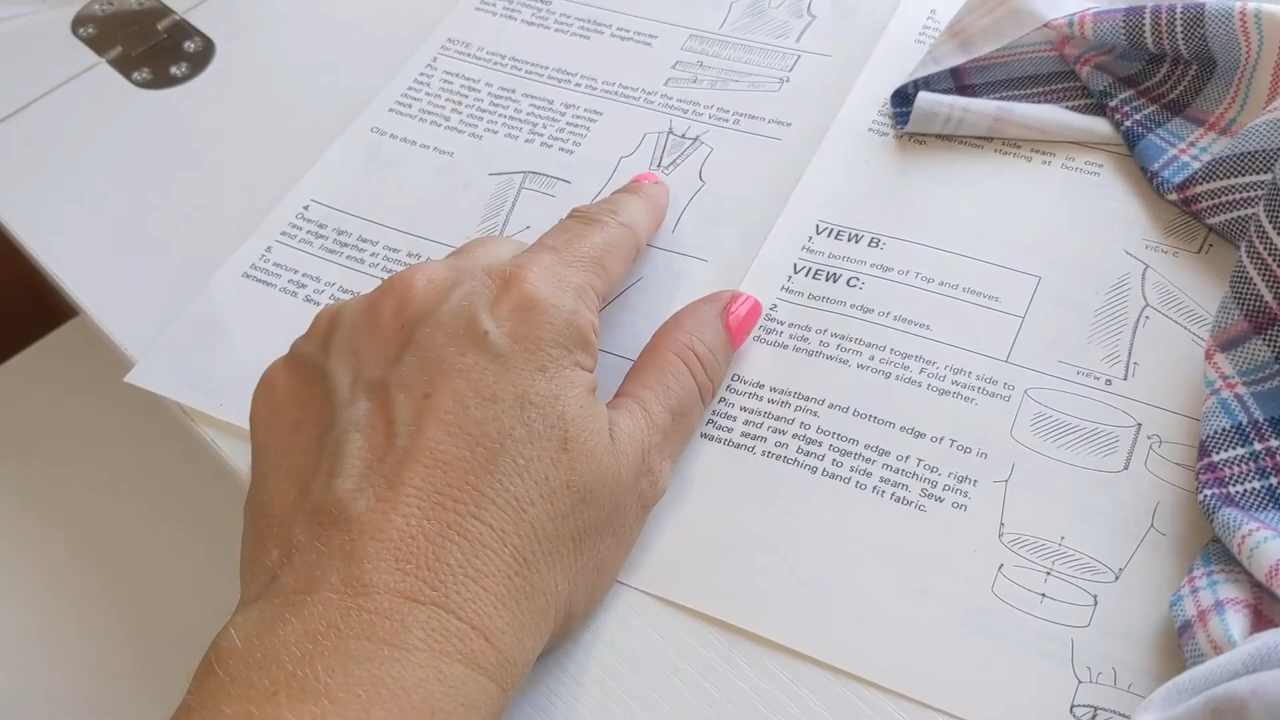 ribbing for the neckband, sew center
back seam. Fold band double lengthwise,
wrong sides together and press.
NOTE: If using decorative ribbed trim, cut band half the width of the pattern piece
for neckband and the same length as the neckband for ribbing for View B.
3.
Pin neckband to neck opening, right sides
and raw edges together, matching center
back, notches on band to shoulder seams,
and with ends of band extending ¼" (6 mm)
down from the dots on front. Sew band to
neck opening, from one dot all the way
around to the other dot.
Clip to dots on front.
4.
Overlap right band over left
raw edges together at
and pin. Insert ends of
5.
To secure ends of band
bottom edge of
between dots. Sew
6.
Pin
on
7.
and side seam in one
operation starting at bottom
edge of Top.
VIEW C
VIEW B
VIEW B:
1.
Hem bottom edge of Top and sleeves.
VIEW C:
1.
Hem bottom edge of sleeves.
2.
Sew ends of waistband together, right side to
right side, to form a circle. Fold waistband
double lengthwise, wrong sides together.
Divide waistband and bottom edge of Top in
fourths with pins.
Pin waistband to bottom edge of Top, right
sides and raw edges together matching pins.
Place seam on band to side seam. Sew on
waistband, stretching band to fit fabric.